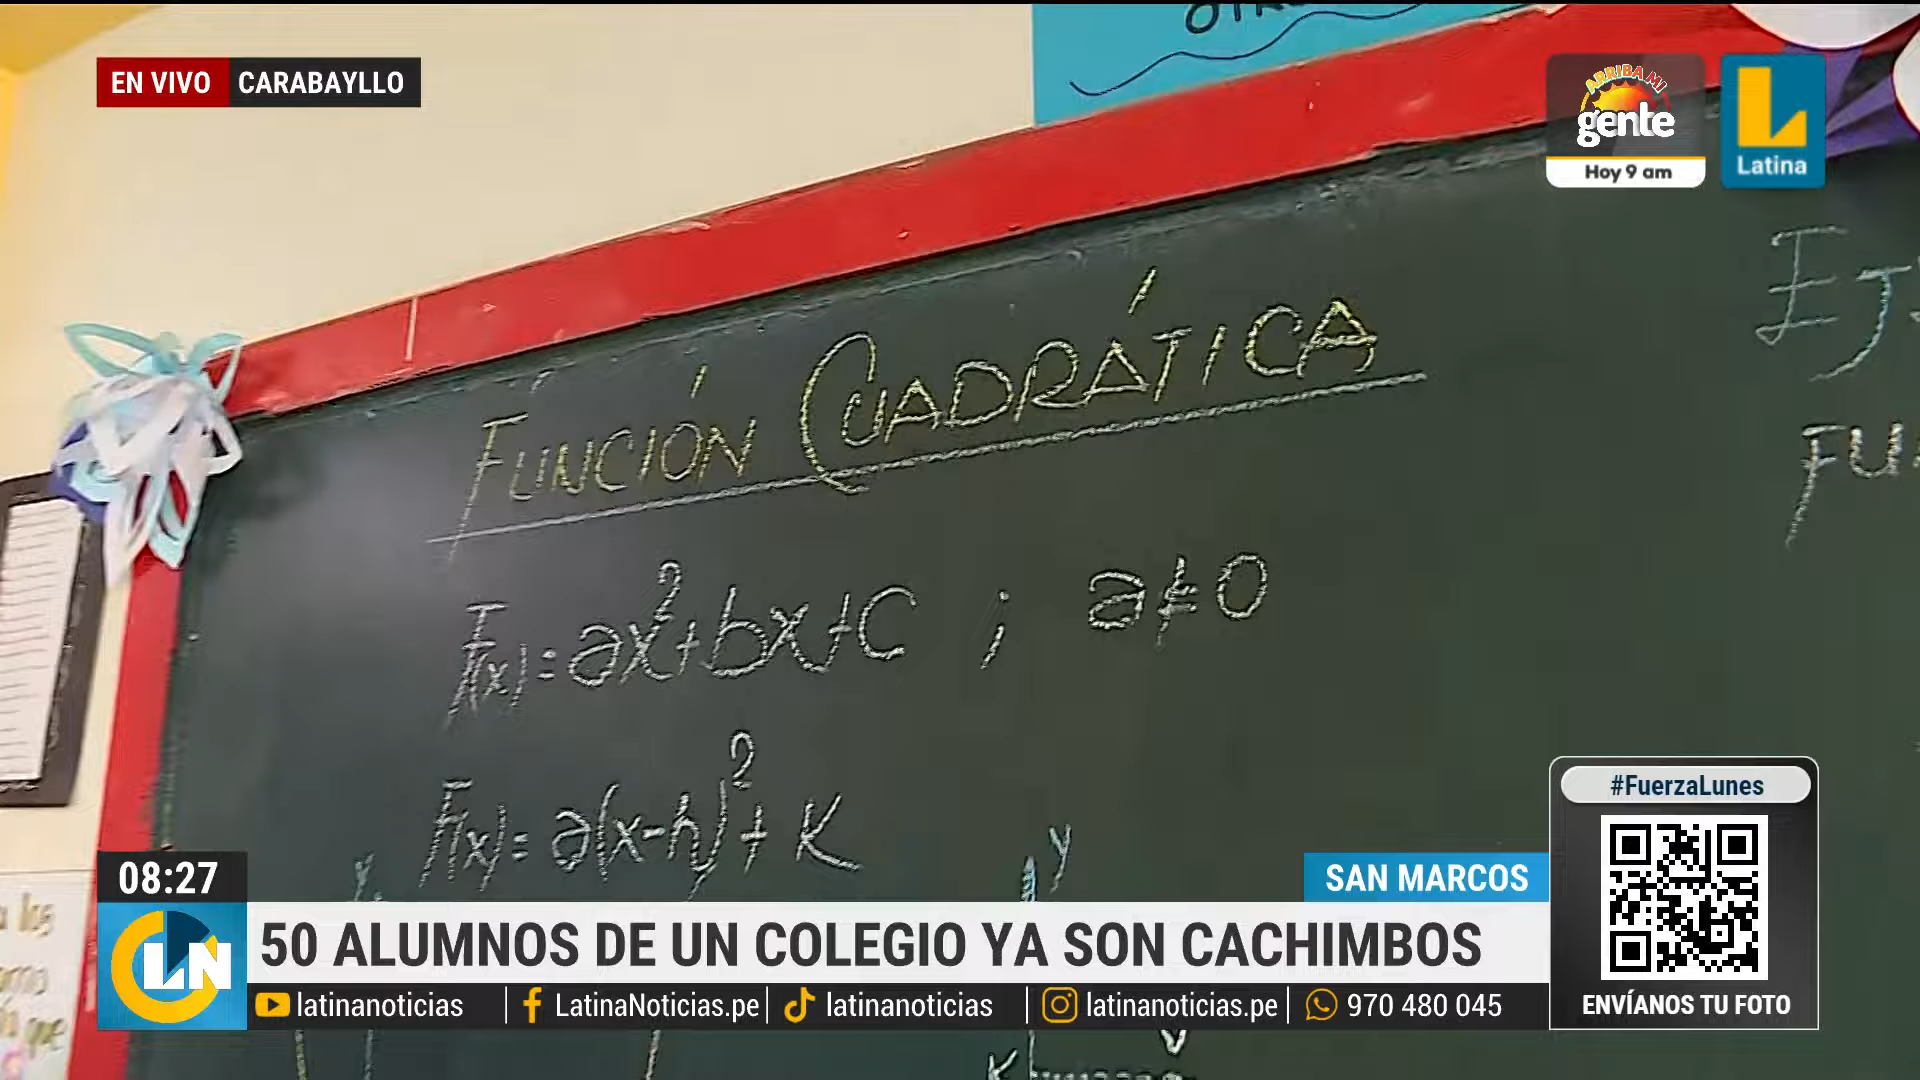 EN VIVO CARABAYLLO
ARRIBA MI
gente
Hoy 9 am
Latina
FUNCIÓN CUADRÁTICA
F(x)=ax²+bx+c ; a≠0
F(x)=a(x-h)²+K
y
K
#FuerzaLunes
08:27
SAN MARCOS
LN
50 ALUMNOS DE UN COLEGIO YA SON CACHIMBOS
latinanoticias | LatinaNoticias.pe | latinanoticias | latinanoticias.pe | 970 480 045
ENVÍANOS TU FOTO